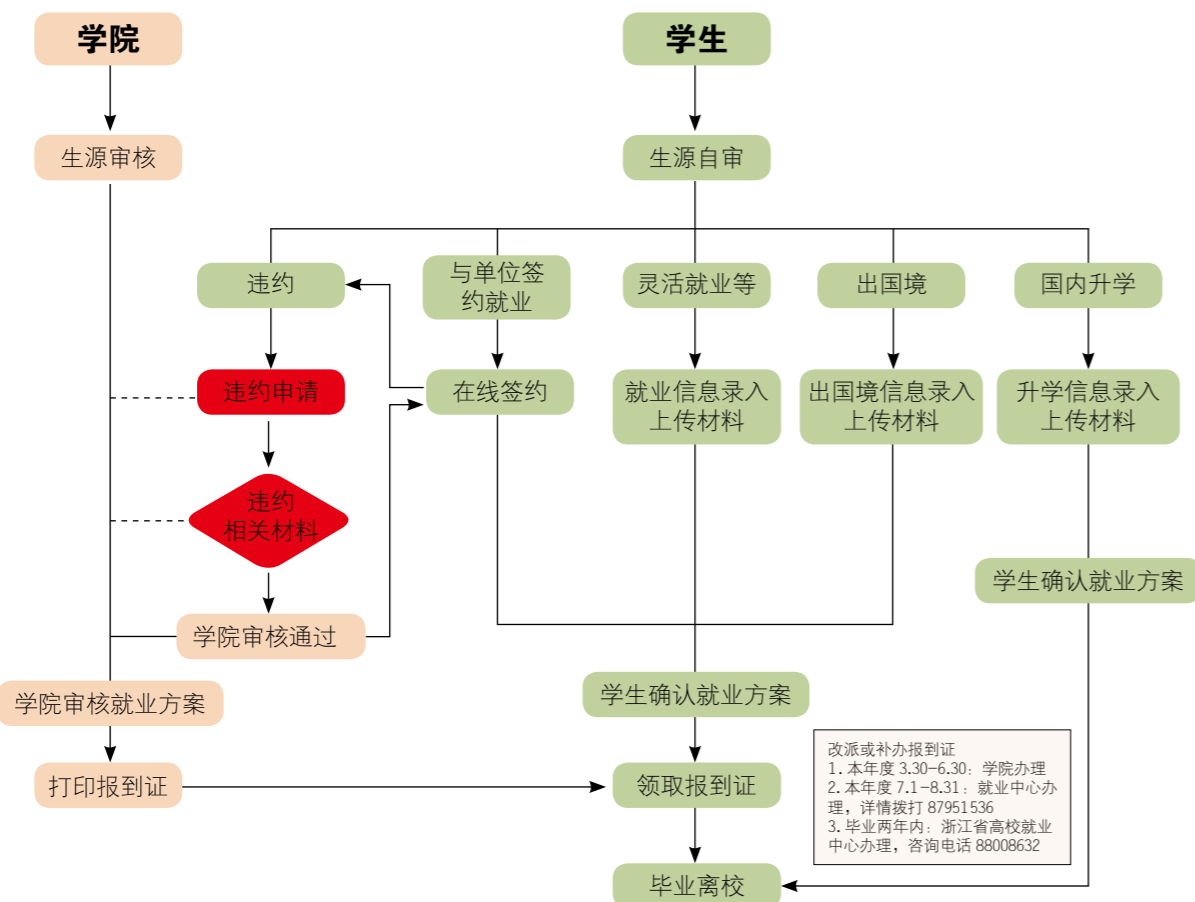 学院
学生
生源审核
生源自审
违约
与单位签
约就业
灵活就业等
出国境
国内升学
违约申请
在线签约
就业信息录入
上传材料
出国境信息录入
上传材料
升学信息录入
上传材料
违约
相关材料
学生确认就业方案
学院审核通过
学院审核就业方案
学生确认就业方案
打印报到证
领取报到证
改派或补办报到证
1. 本年度 3.30-6.30：学院办理
2. 本年度 7.1-8.31：就业中心办
理，详情拨打 87951536
3. 毕业两年内：浙江省高校就业
中心办理，咨询电话 88008632
毕业离校